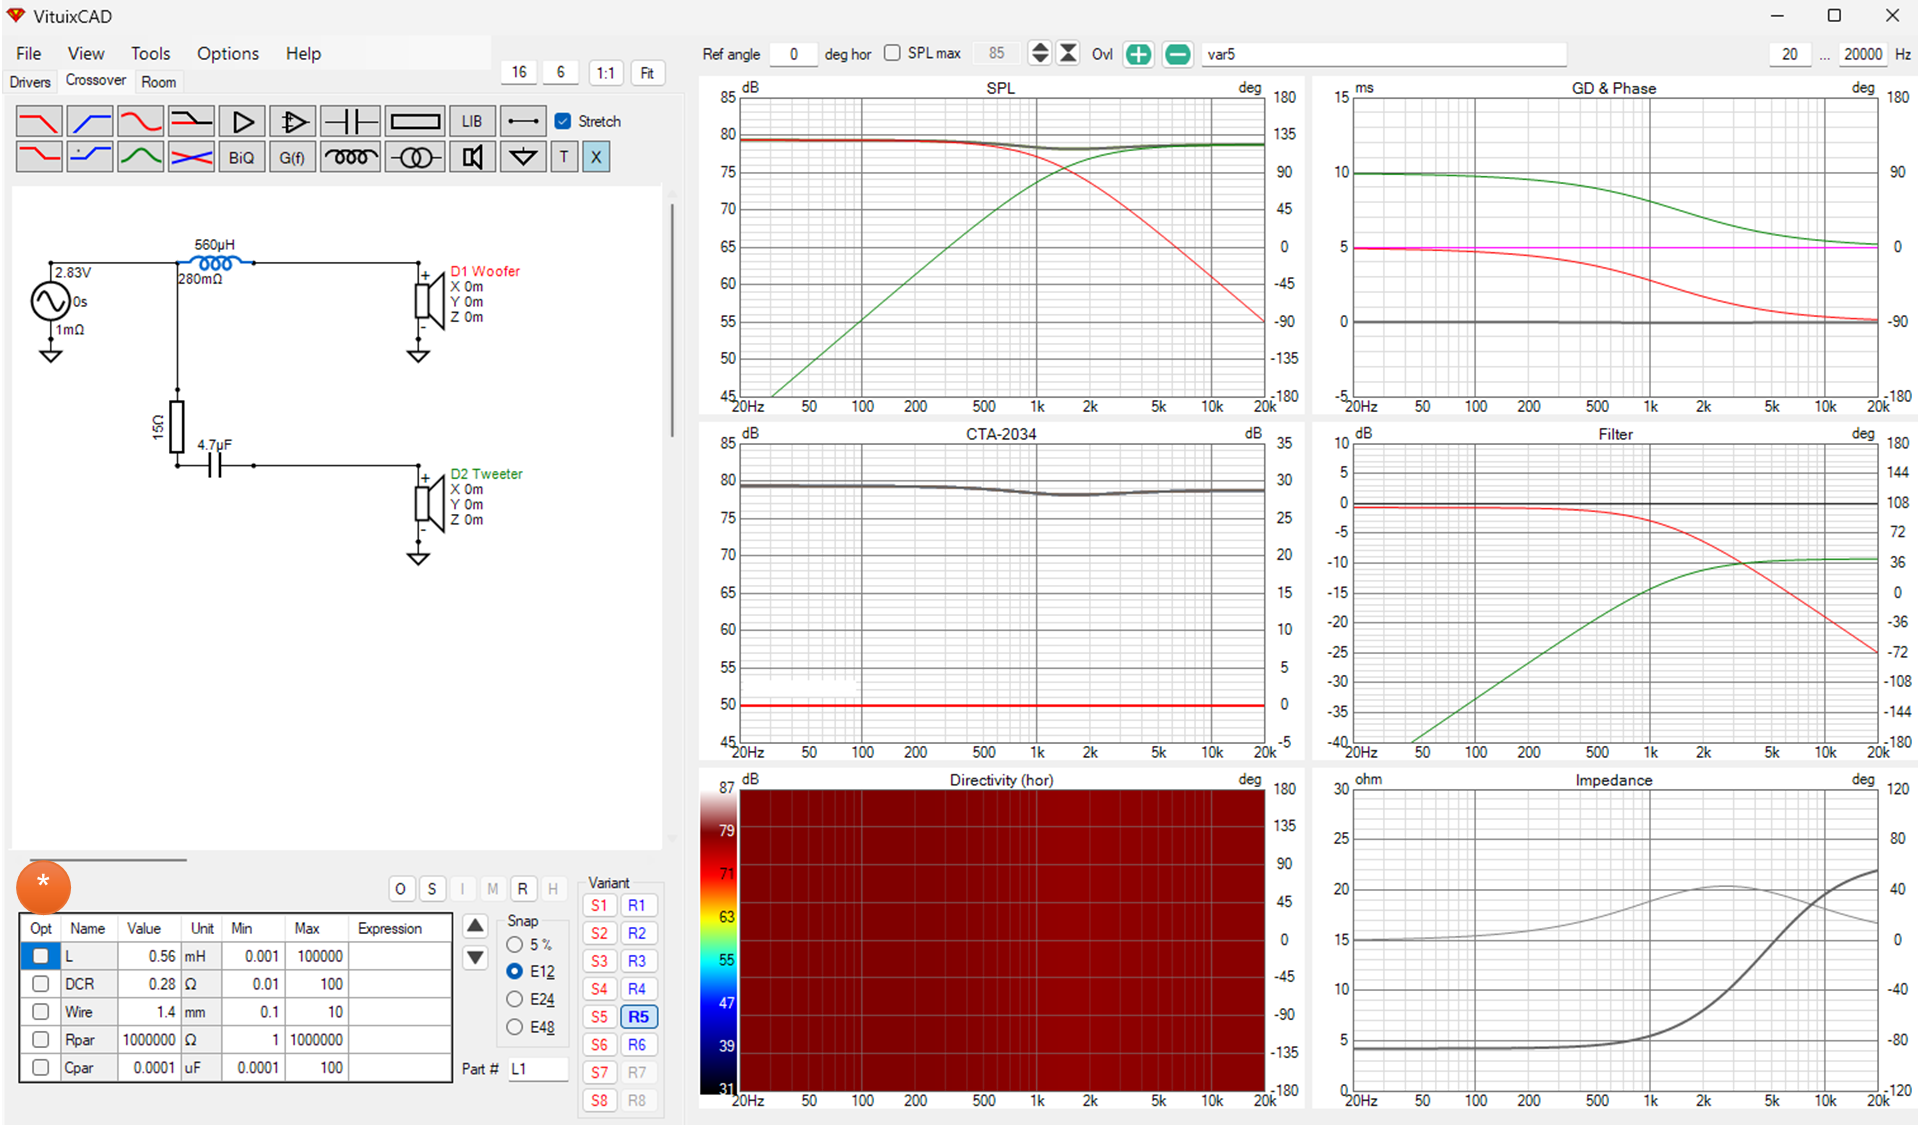 VituixCAD
File View Tools Options Help
Drivers Crossover Room
16 6 1:1 Fit
LIB Stretch
BiQ G(f) T X
Ref angle 0 deg hor SPL max 85 Ovl var5 20 ... 20000 Hz
560µH
280mΩ
2.83V
0s
1mΩ
D1 Woofer
X 0m
Y 0m
Z 0m
+
-
15Ω
4.7µF
D2 Tweeter
X 0m
Y 0m
Z 0m
+
-
*
O S I M R H
Opt Name Value Unit Min Max Expression
L 0.56 mH 0.001 100000
DCR 0.28 Ω 0.01 100
Wire 1.4 mm 0.1 10
Rpar 1000000 Ω 1 1000000
Cpar 0.0001 uF 0.0001 100
Snap
5 %
E12
E24
E48
Part # L1
Variant
S1 R1
S2 R2
S3 R3
S4 R4
S5 R5
S6 R6
S7 R7
S8 R8
dB SPL deg
85 80 75 70 65 60 55 50 45
180 135 90 45 0 -45 -90 -135 -180
20Hz 50 100 200 500 1k 2k 5k 10k 20k
ms GD & Phase deg
15 10 5 0 -5
180 90 0 -90 -180
20Hz 50 100 200 500 1k 2k 5k 10k 20k
dB CTA-2034 dB
85 80 75 70 65 60 55 50 45
35 30 25 20 15 10 5 0 -5
20Hz 50 100 200 500 1k 2k 5k 10k 20k
dB Filter deg
10 5 0 -5 -10 -15 -20 -25 -30 -35 -40
180 144 108 72 36 0 -36 -72 -108 -144 -180
20Hz 50 100 200 500 1k 2k 5k 10k 20k
dB Directivity (hor) deg
87 79 71 63 55 47 39 31
180 135 90 45 0 -45 -90 -135 -180
20Hz 50 100 200 500 1k 2k 5k 10k 20k
ohm Impedance deg
30 25 20 15 10 5 0
120 80 40 0 -40 -80 -120
20Hz 50 100 200 500 1k 2k 5k 10k 20k